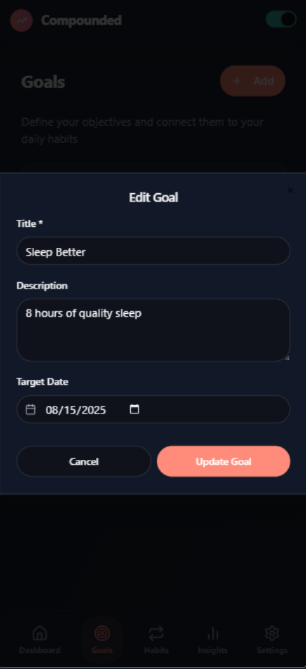 Compounded
Goals
+ Add
Define your objectives and connect them to your
daily habits
Edit Goal
×
Title *
Sleep Better
Description
8 hours of quality sleep
Target Date
08/15/2025
Cancel
Update Goal
Dashboard
Goals
Habits
Insights
Settings